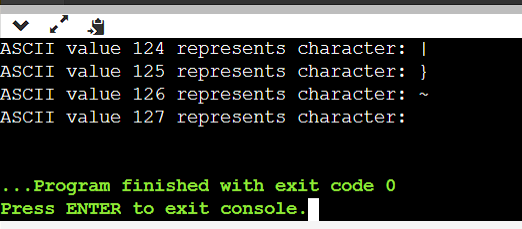 ASCII value 124 represents character: |
ASCII value 125 represents character: }
ASCII value 126 represents character: ~
ASCII value 127 represents character:
...Program finished with exit code 0
Press ENTER to exit console.